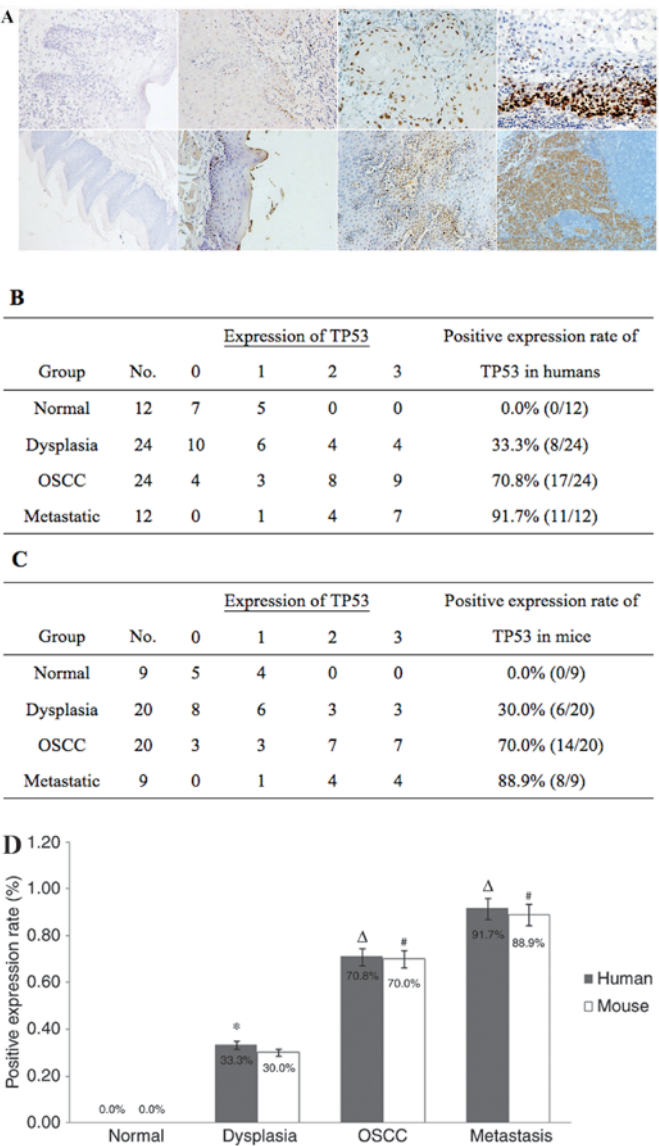 A
B
Expression of TP53 Positive expression rate of
Group No. 0 1 2 3 TP53 in humans
Normal 12 7 5 0 0 0.0% (0/12)
Dysplasia 24 10 6 4 4 33.3% (8/24)
OSCC 24 4 3 8 9 70.8% (17/24)
Metastatic 12 0 1 4 7 91.7% (11/12)
C
Expression of TP53 Positive expression rate of
Group No. 0 1 2 3 TP53 in mice
Normal 9 5 4 0 0 0.0% (0/9)
Dysplasia 20 8 6 3 3 30.0% (6/20)
OSCC 20 3 3 7 7 70.0% (14/20)
Metastatic 9 0 1 4 4 88.9% (8/9)
D
Positive expression rate (%)
1.20
1.00
0.80
0.60
0.40
0.20
0.00
0.0% 0.0%
* 33.3% 30.0%
Δ # 70.8% 70.0%
Δ # 91.7% 88.9%
Human
Mouse
Normal Dysplasia OSCC Metastasis